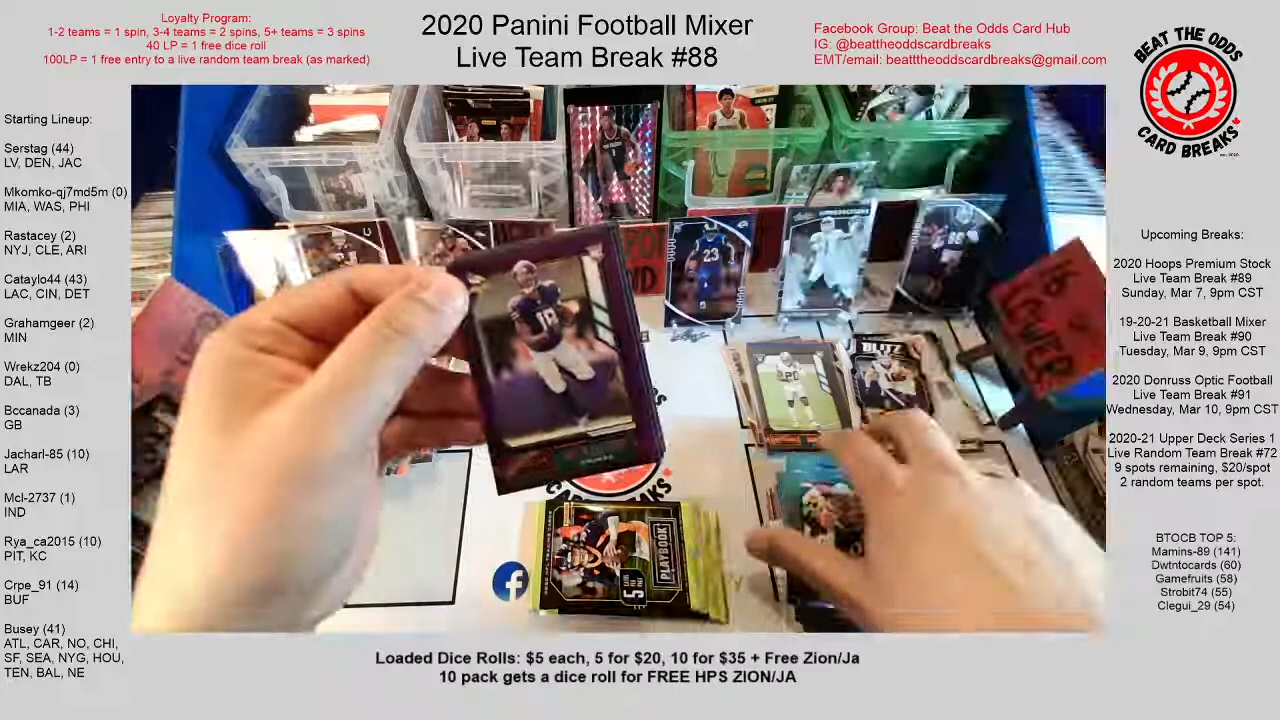 Loyalty Program:
1-2 teams = 1 spin, 3-4 teams = 2 spins, 5+ teams = 3 spins
40 LP = 1 free dice roll
100LP = 1 free entry to a live random team break (as marked)
2020 Panini Football Mixer
Live Team Break #88
Facebook Group: Beat the Odds Card Hub
IG: @beattheoddscardbreaks
EMT/email: beatttheoddscardbreaks@gmail.com
BEAT THE ODDS
CARD BREAKS
Starting Lineup:
Serstag (44)
LV, DEN, JAC
Mkomko-qj7md5m (0)
MIA, WAS, PHI
Rastacey (2)
NYJ, CLE, ARI
Cataylo44 (43)
LAC, CIN, DET
Grahamgeer (2)
MIN
Wrekz204 (0)
DAL, TB
Bccanada (3)
GB
Jacharl-35 (10)
LAR
Mcl-2737 (1)
IND
Rya_ca2015 (10)
PIT, KC
Crpe_91 (14)
BUF
Busey (41)
ATL, CAR, NO, CHI,
SF, SEA, NYG, HOU,
TEN, BAL, NE
23
18
BLITZ
PLAYBOOK
5
Upcoming Breaks:
2020 Hoops Premium Stock
Live Team Break #89
Sunday, Mar 7, 9pm CST
19-20-21 Basketball Mixer
Live Team Break #90
Tuesday, Mar 9, 9pm CST
2020 Donruss Optic Football
Live Team Break #91
Wednesday, Mar 10, 9pm CST
2020-21 Upper Deck Series 1
Live Random Team Break #72
9 spots remaining, $20/spot
2 random teams per spot.
BTOCB TOP 5:
Mamins-89 (141)
Dwtntocards (60)
Gamefruits (58)
Strobit74 (55)
Clegui_29 (54)
Loaded Dice Rolls: $5 each, 5 for $20, 10 for $35 + Free Zion/Ja
10 pack gets a dice roll for FREE HPS ZION/JA